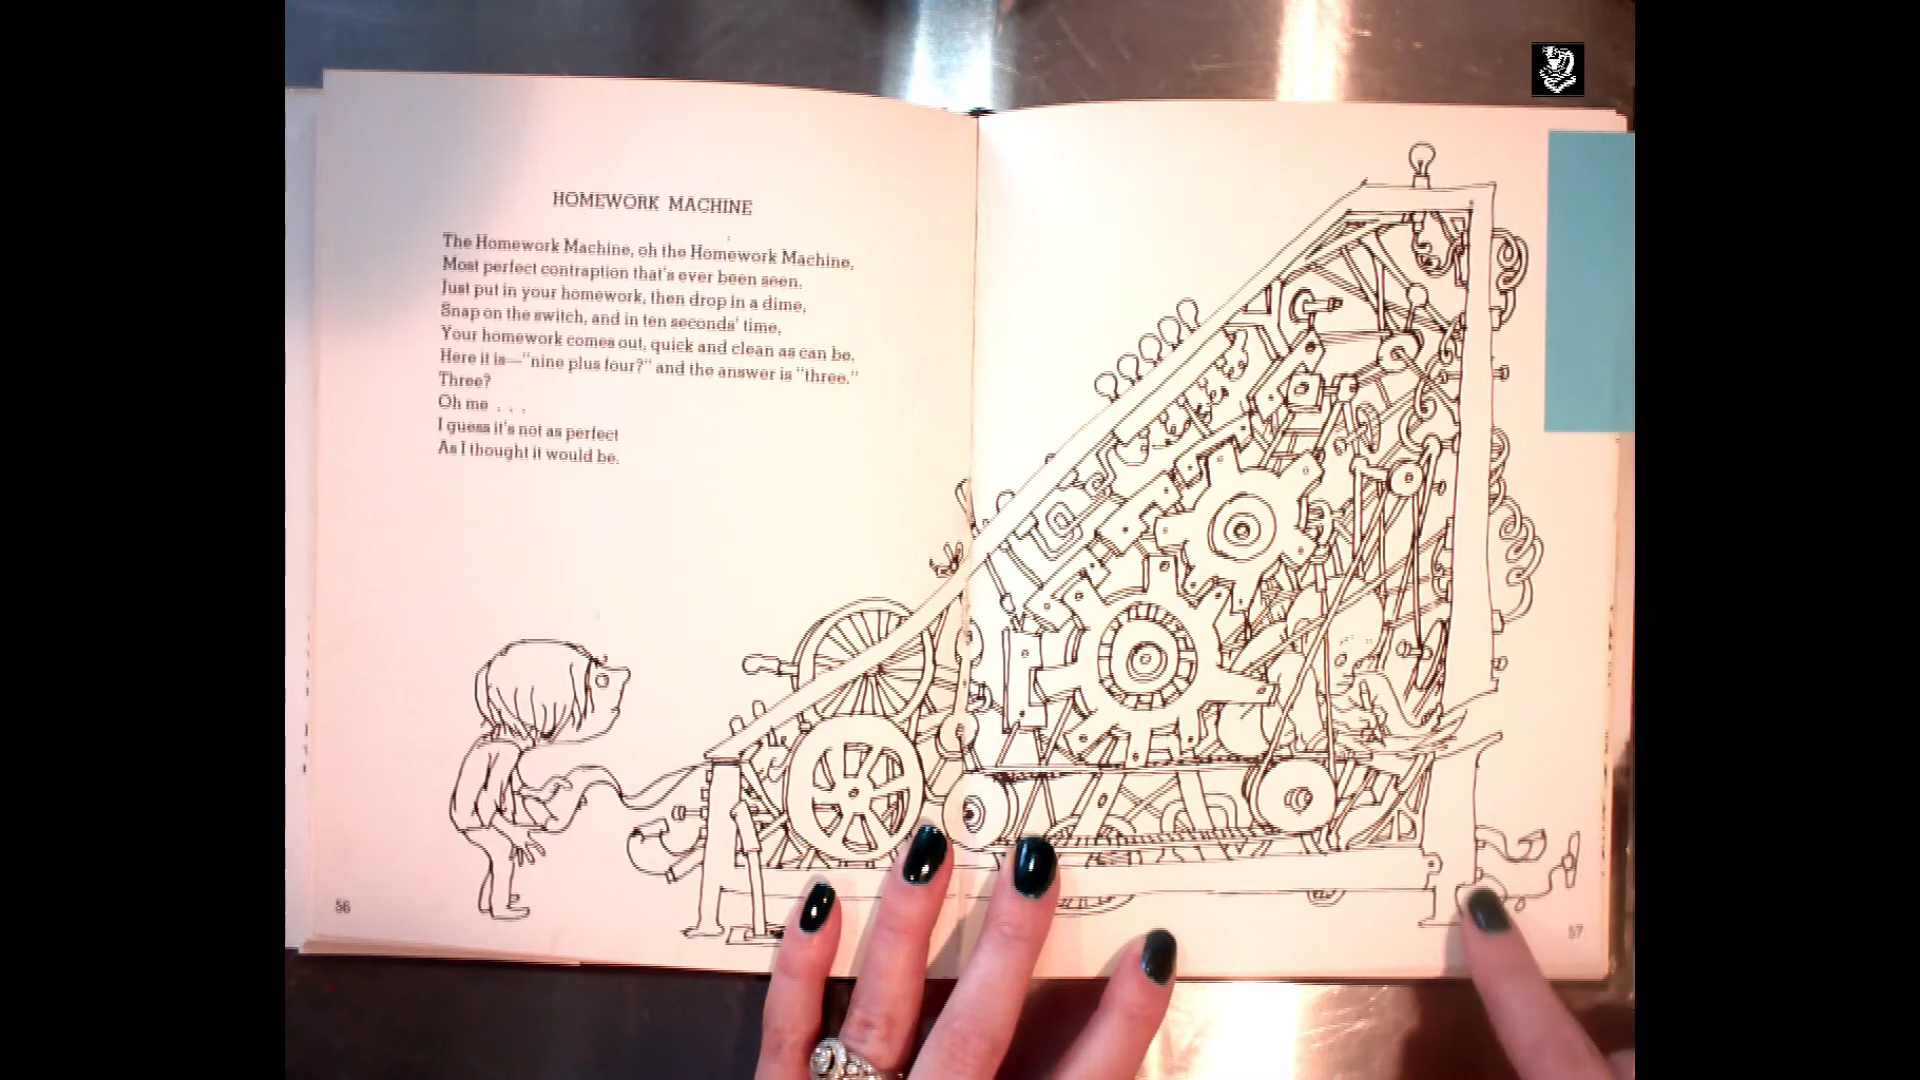 HOMEWORK MACHINE
The Homework Machine, oh the Homework Machine,
Most perfect contraption that's ever been seen.
Just put in your homework, then drop in a dime,
Snap on the switch, and in ten seconds' time,
Your homework comes out, quick and clean as can be.
Here it is—"nine plus four?" and the answer is "three."
Three?
Oh me . . .
I guess it's not as perfect
As I thought it would be.
56
57